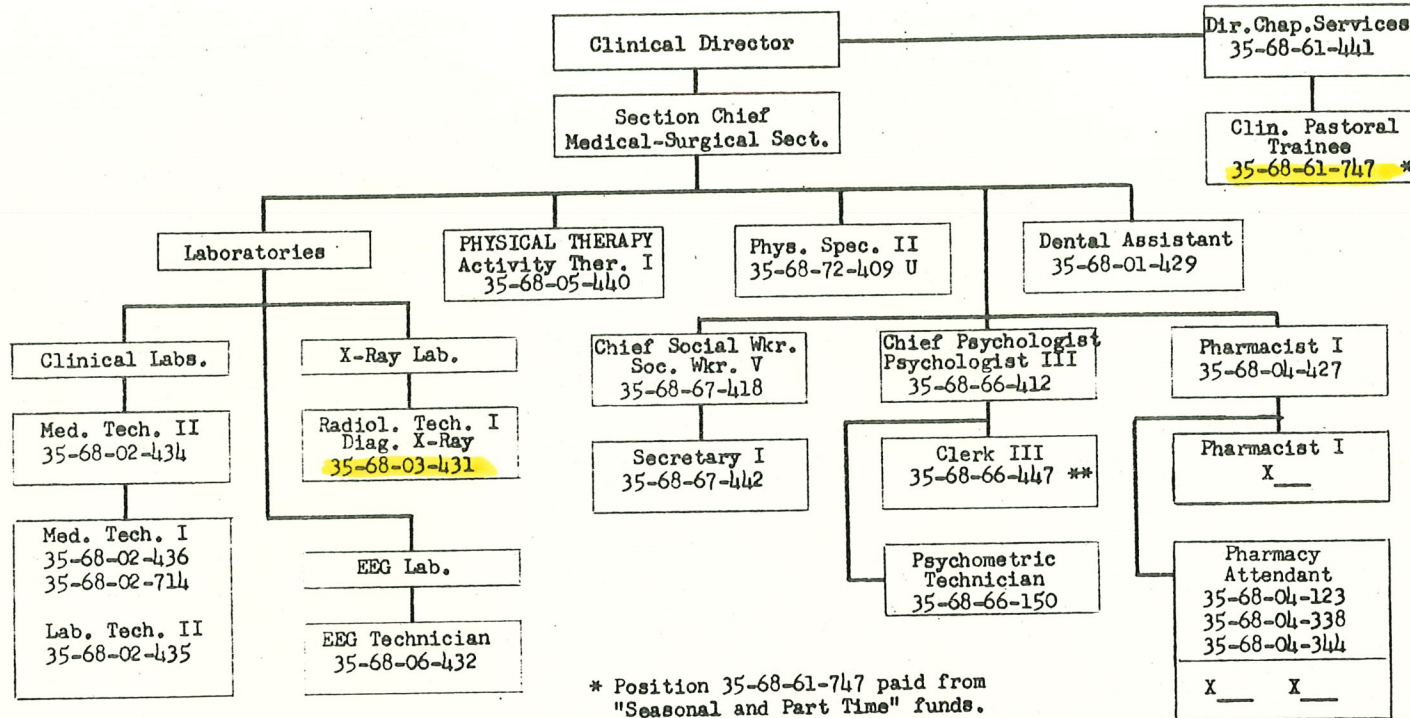 Clinical Director
Dir.Chap.Services
35-68-61-441
Section Chief
Medical-Surgical Sect.
Clin. Pastoral
Trainee
35-68-61-747 *
Laboratories
PHYSICAL THERAPY
Activity Ther. I
35-68-05-440
Phys. Spec. II
35-68-72-409 U
Dental Assistant
35-68-01-429
Clinical Labs.
X-Ray Lab.
Chief Social Wkr.
Soc. Wkr. V
35-68-67-418
Chief Psychologist
Psychologist III
35-68-66-412
Pharmacist I
35-68-04-427
Med. Tech. II
35-68-02-434
Radiol. Tech. I
Diag. X-Ray
35-68-03-431
Secretary I
35-68-67-442
Clerk III
35-68-66-447 **
Pharmacist I
X___
Med. Tech. I
35-68-02-436
35-68-02-714
Lab. Tech. II
35-68-02-435
EEG Lab.
EEG Technician
35-68-06-432
Psychometric
Technician
35-68-66-150
Pharmacy
Attendant
35-68-04-123
35-68-04-338
35-68-04-344
X___ X___
* Position 35-68-61-747 paid from
"Seasonal and Part Time" funds.